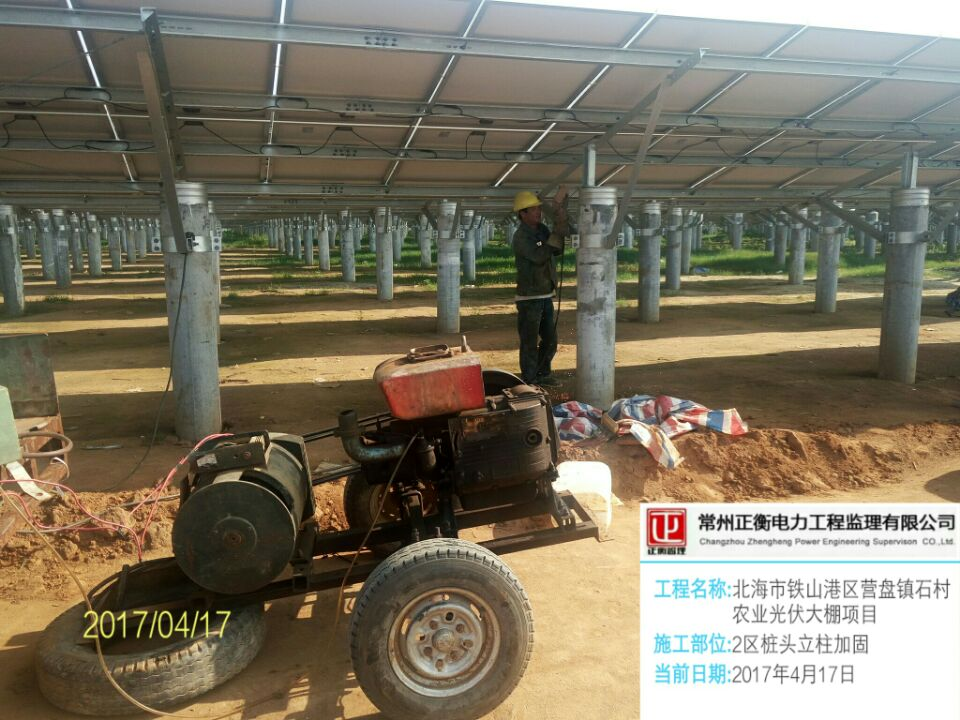 2017/04/17
正衡监理
常州正衡电力工程监理有限公司
Changzhou Zhengheng Power Engineering Supervison CO.,Ltd.
工程名称:北海市铁山港区营盘镇石村
农业光伏大棚项目
施工部位:2区桩头立柱加固
当前日期:2017年4月17日